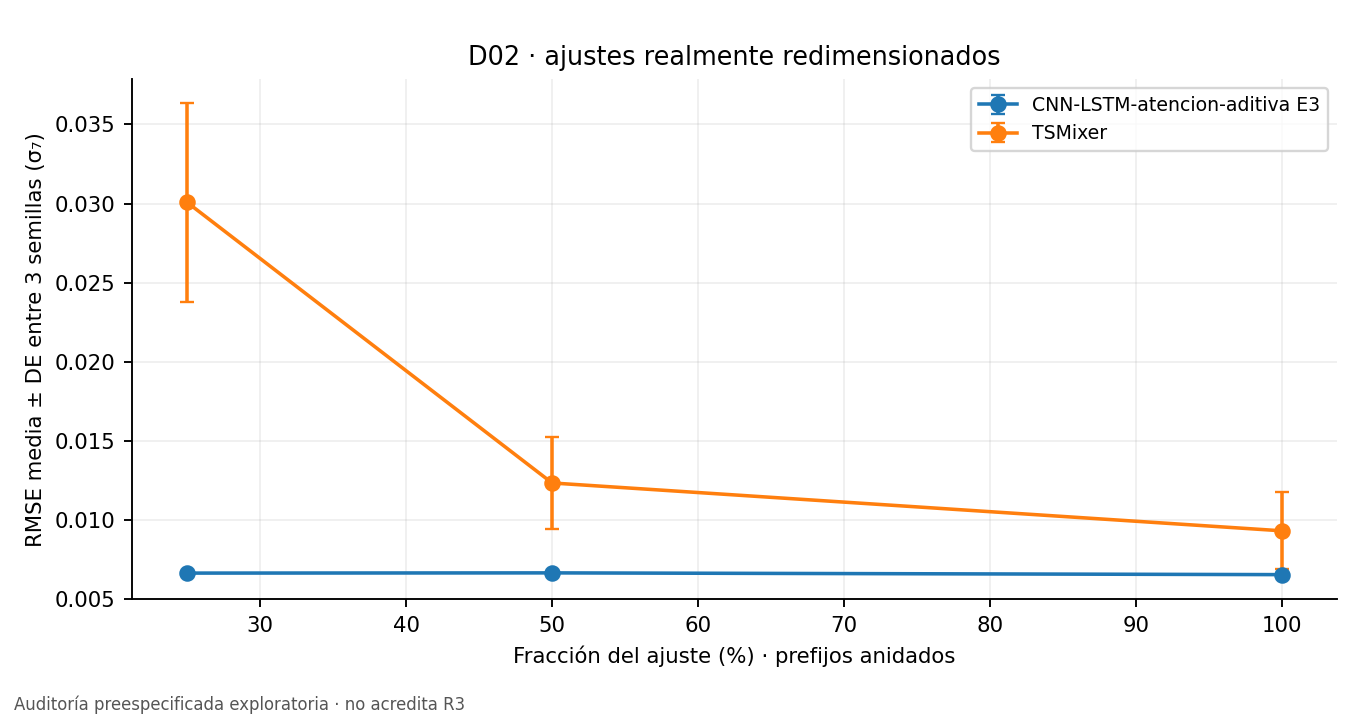 D02 · ajustes realmente redimensionados
CNN-LSTM-atencion-aditiva E3
TSMixer
RMSE media ± DE entre 3 semillas (σ₇)
0.035
0.030
0.025
0.020
0.015
0.010
0.005
30 40 50 60 70 80 90 100
Fracción del ajuste (%) · prefijos anidados
Auditoría preespecificada exploratoria · no acredita R3